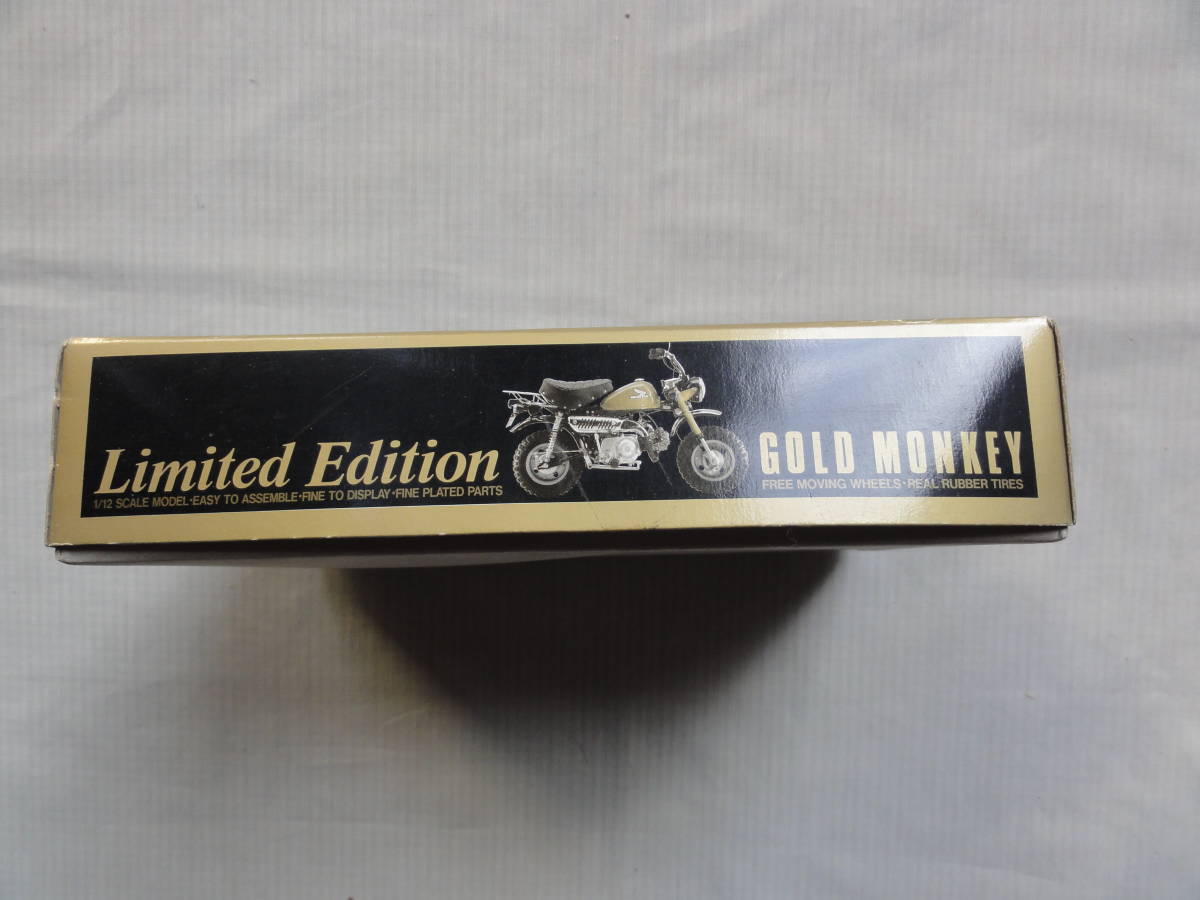 Limited Edition
1/12 SCALE MODEL·EASY TO ASSEMBLE·FINE TO DISPLAY·FINE PLATED PARTS
GOLD MONKEY
FREE MOVING WHEELS·REAL RUBBER TIRES